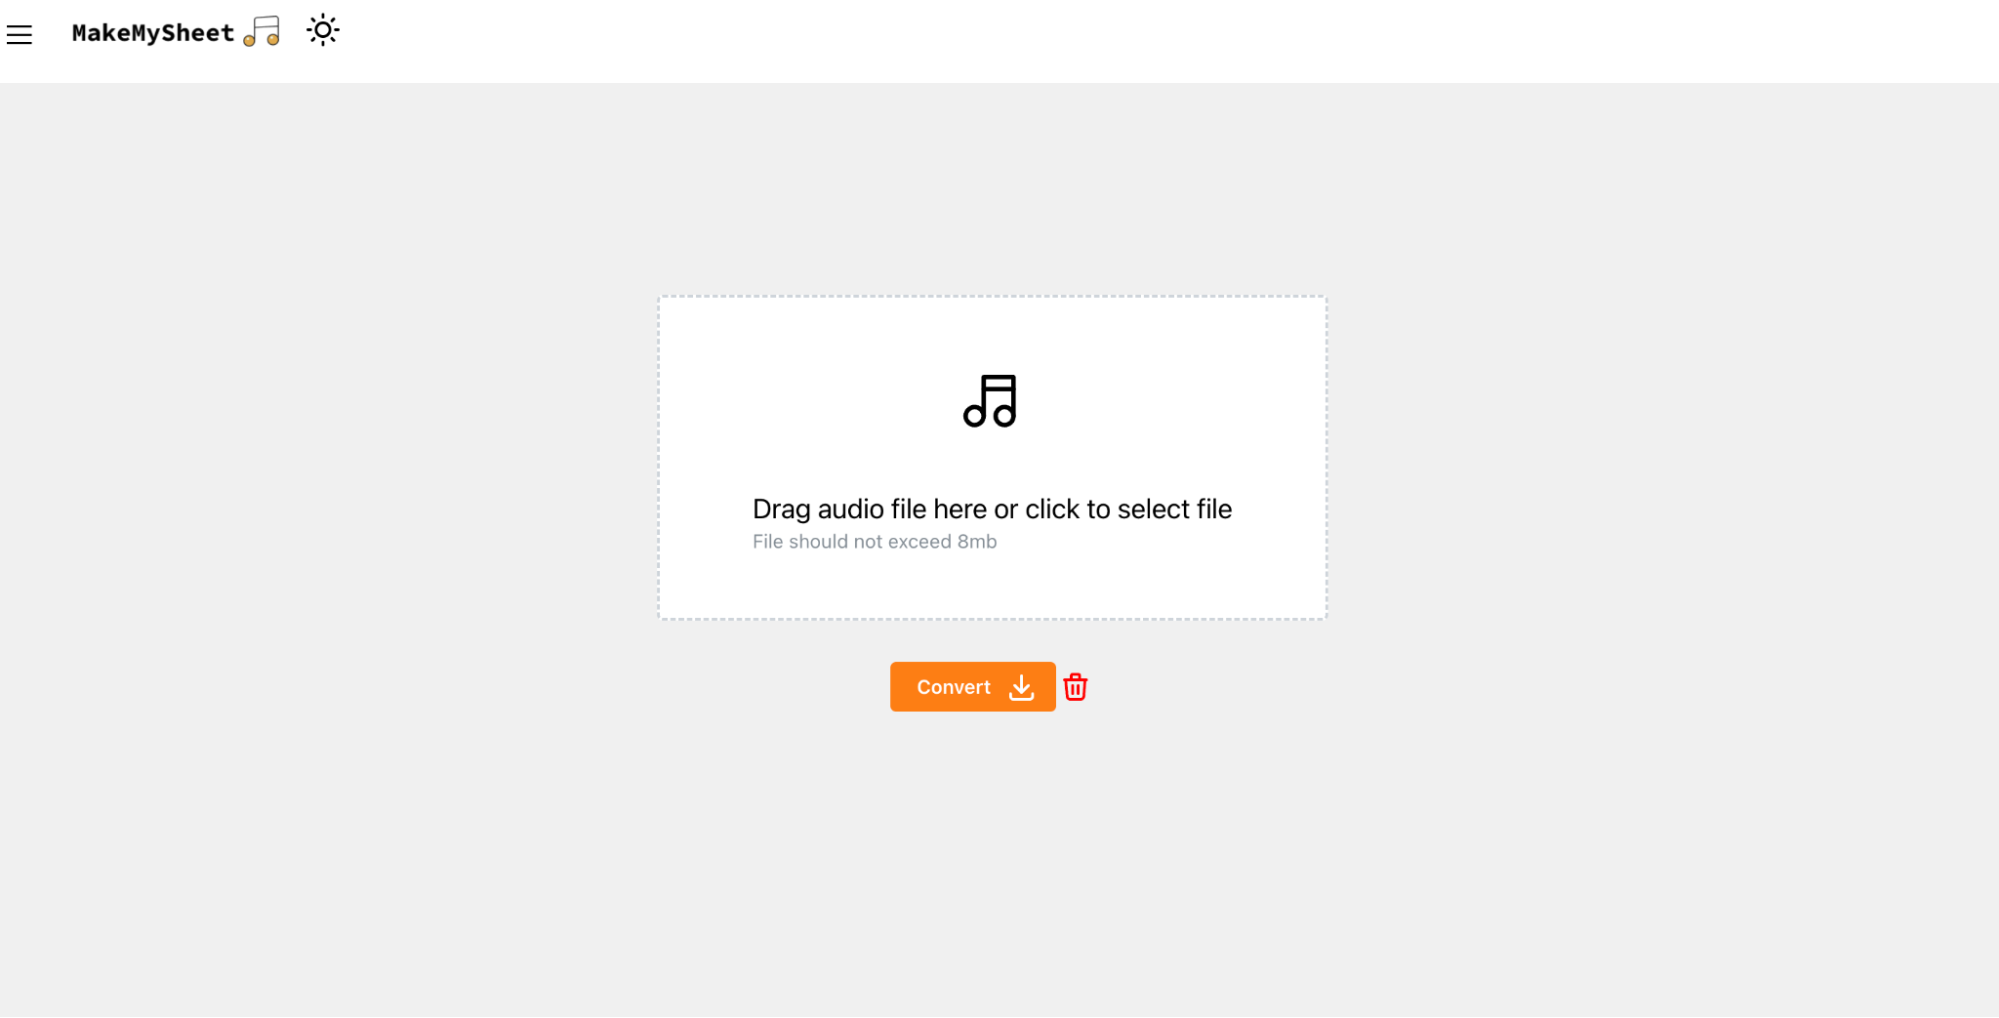 MakeMySheet
Drag audio file here or click to select file
File should not exceed 8mb
Convert